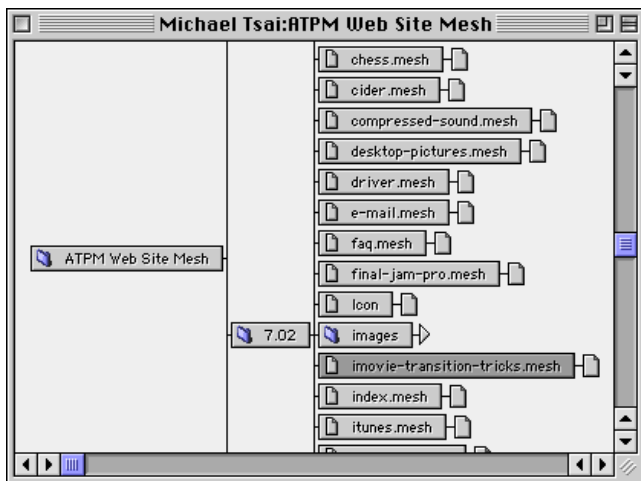 Michael Tsai:ATPM Web Site Mesh
chess.mesh
cider.mesh
compressed-sound.mesh
desktop-pictures.mesh
driver.mesh
e-mail.mesh
faq.mesh
ATPM Web Site Mesh
final-jam-pro.mesh
Icon
7.02
images
imovie-transition-tricks.mesh
index.mesh
itunes.mesh